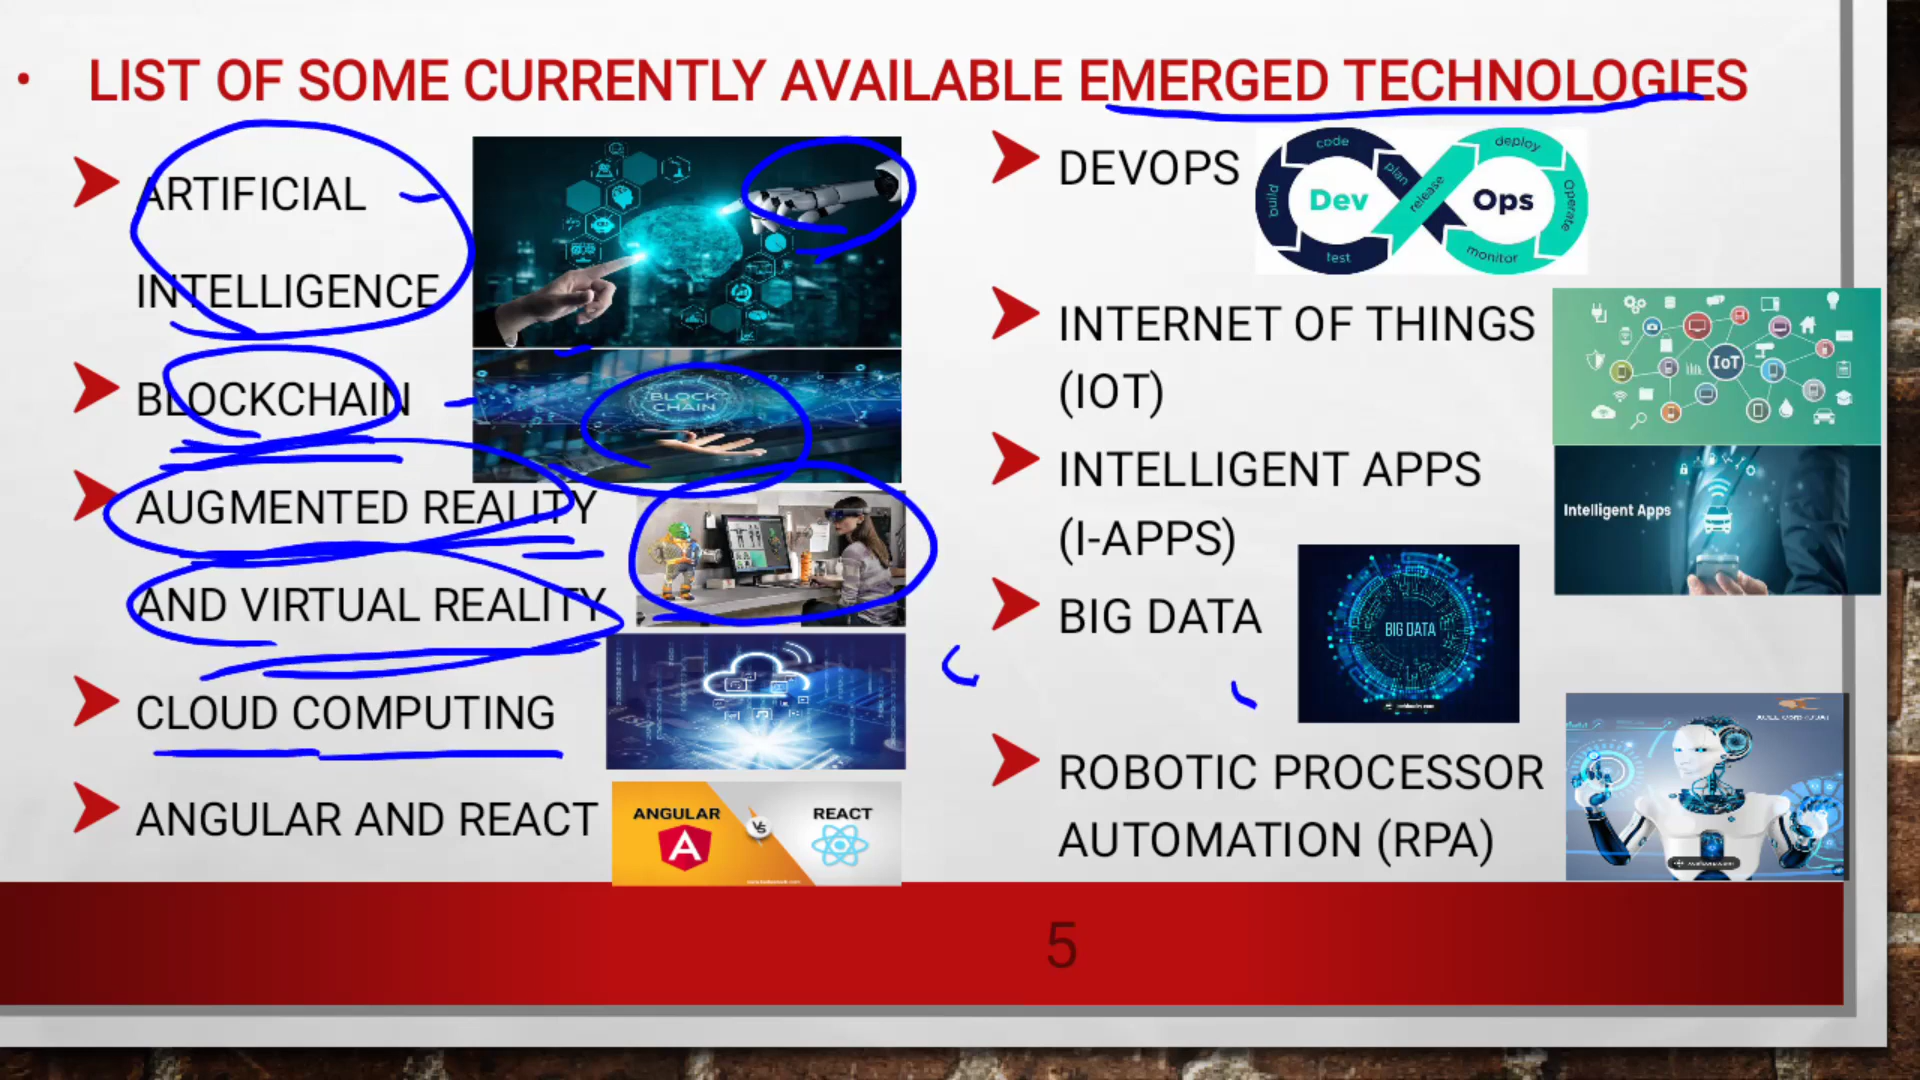 • LIST OF SOME CURRENTLY AVAILABLE EMERGED TECHNOLOGIES
ARTIFICIAL
INTELLIGENCE
BLOCKCHAIN
BLOCK
CHAIN
AUGMENTED REALITY
AND VIRTUAL REALITY
CLOUD COMPUTING
ANGULAR AND REACT
ANGULAR
VS
REACT
DEVOPS
code
plan
build
Dev
test
release
deploy
Ops
Operate
monitor
INTERNET OF THINGS
(IOT)
IoT
INTELLIGENT APPS
(I-APPS)
Intelligent Apps
BIG DATA
BIG DATA
ROBOTIC PROCESSOR
AUTOMATION (RPA)
5